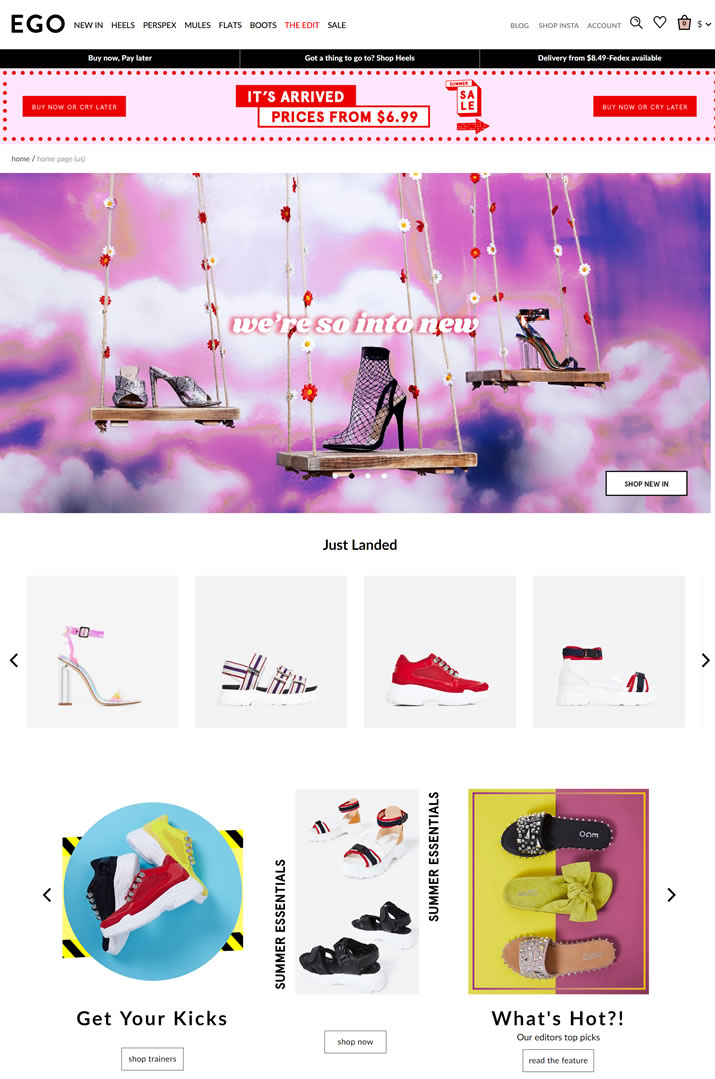 EGO NEW IN HEELS PERSPEX MULES FLATS BOOTS THE EDIT SALE BLOG SHOP INSTA ACCOUNT 0 $
Buy now, Pay later Got a thing to go to? Shop Heels Delivery from $8.49-Fedex available
BUY NOW OR CRY LATER
IT'S ARRIVED
PRICES FROM $6.99
SUMMER
SALE
BUY NOW OR CRY LATER
home / home page (us)
we're so into new
SHOP NEW IN
Just Landed
SUMMER ESSENTIALS
SUMMER ESSENTIALS
EGO
Get Your Kicks
shop trainers
shop now
What's Hot?!
Our editors top picks
read the feature